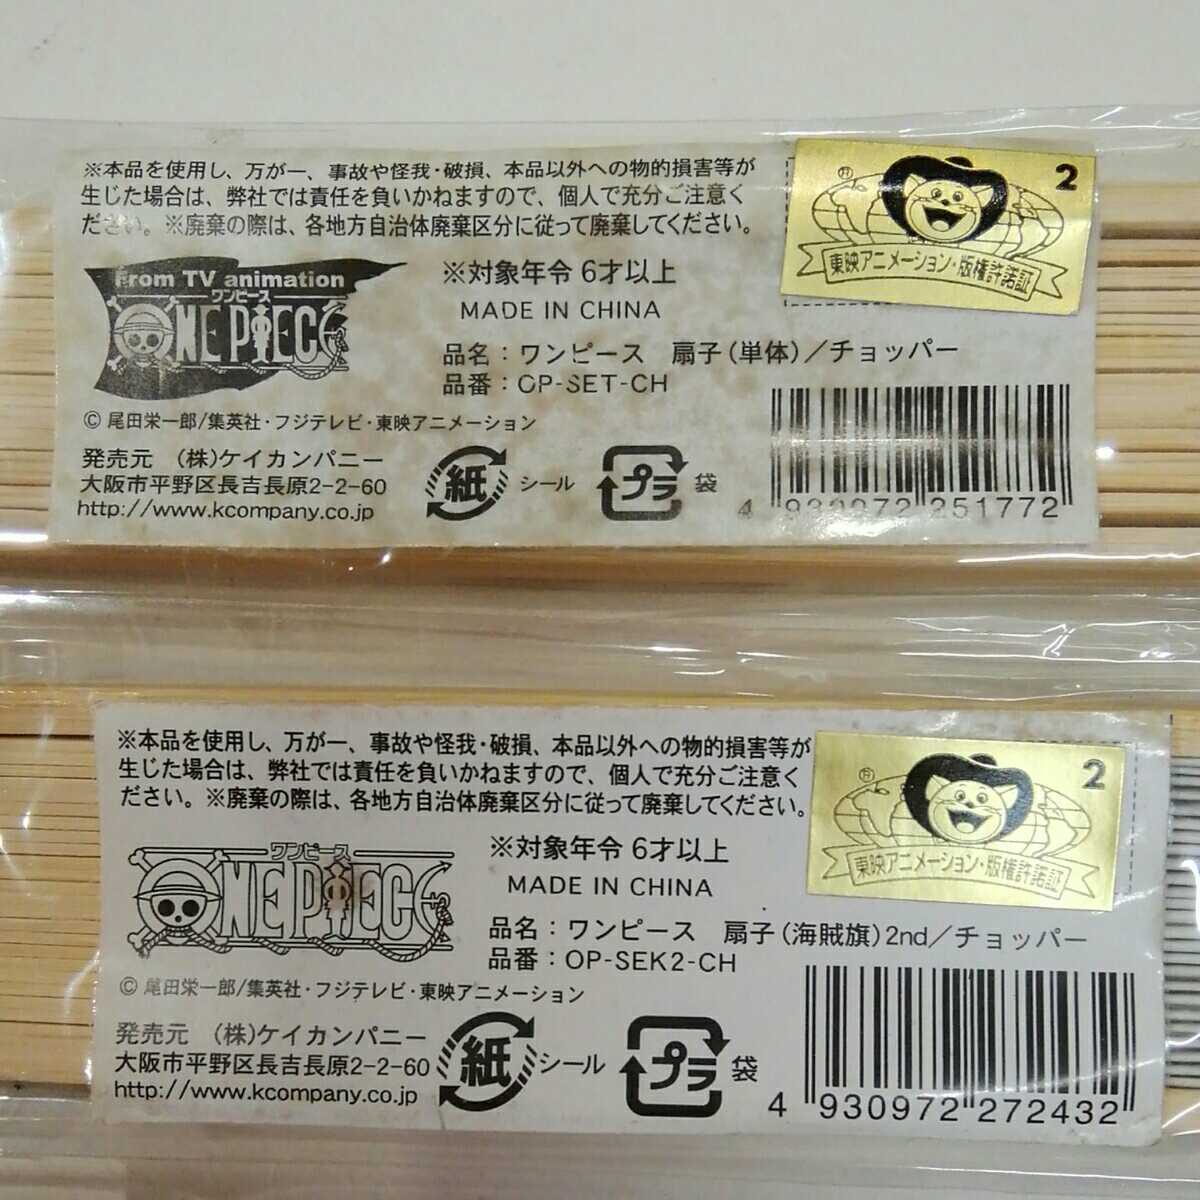 ※本品を使用し、万が一、事故や怪我・破損、本品以外への物的損害等が
生じた場合は、弊社では責任を負いかねますので、個人で充分ご注意く
ださい。※廃棄の際は、各地方自治体廃棄区分に従って廃棄してください。
R 2
東映アニメーション・版権許諾証
From TV animation
ワンピース
ONE PIECE
※対象年令 6才以上
MADE IN CHINA
品名:ワンピース 扇子(単体)/チョッパー
品番:OP-SET-CH
© 尾田栄一郎/集英社・フジテレビ・東映アニメーション
発売元 (株)ケイカンパニー
大阪市平野区長吉長原2-2-60
http://www.kcompany.co.jp
紙 シール
プラ 袋
4 930972 251772
※本品を使用し、万が一、事故や怪我・破損、本品以外への物的損害等が
生じた場合は、弊社では責任を負いかねますので、個人で充分ご注意く
ださい。※廃棄の際は、各地方自治体廃棄区分に従って廃棄してください。
R 2
東映アニメーション・版権許諾証
ワンピース
ONE PIECE
※対象年令 6才以上
MADE IN CHINA
品名:ワンピース 扇子(海賊旗)2nd/チョッパー
品番:OP-SEK2-CH
© 尾田栄一郎/集英社・フジテレビ・東映アニメーション
発売元 (株)ケイカンパニー
大阪市平野区長吉長原2-2-60
http://www.kcompany.co.jp
紙 シール
プラ 袋
4 930972 272432